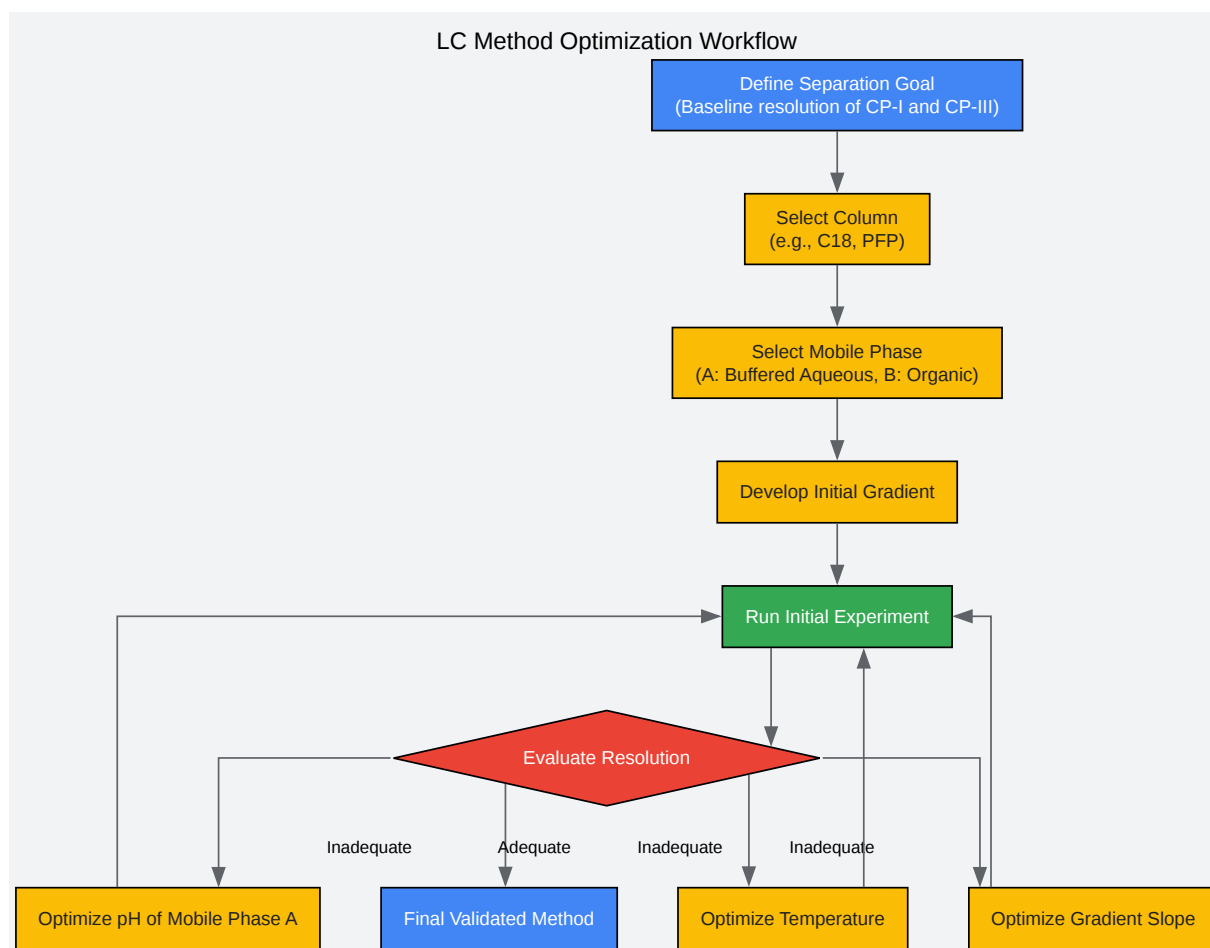 LC Method Optimization Workflow
Define Separation Goal
(Baseline resolution of CP-I and CP-III)
Select Column
(e.g., C18, PFP)
Select Mobile Phase
(A: Buffered Aqueous, B: Organic)
Develop Initial Gradient
Run Initial Experiment
Evaluate Resolution
Inadequate
Adequate
Inadequate
Inadequate
Optimize pH of Mobile Phase A
Final Validated Method
Optimize Temperature
Optimize Gradient Slope